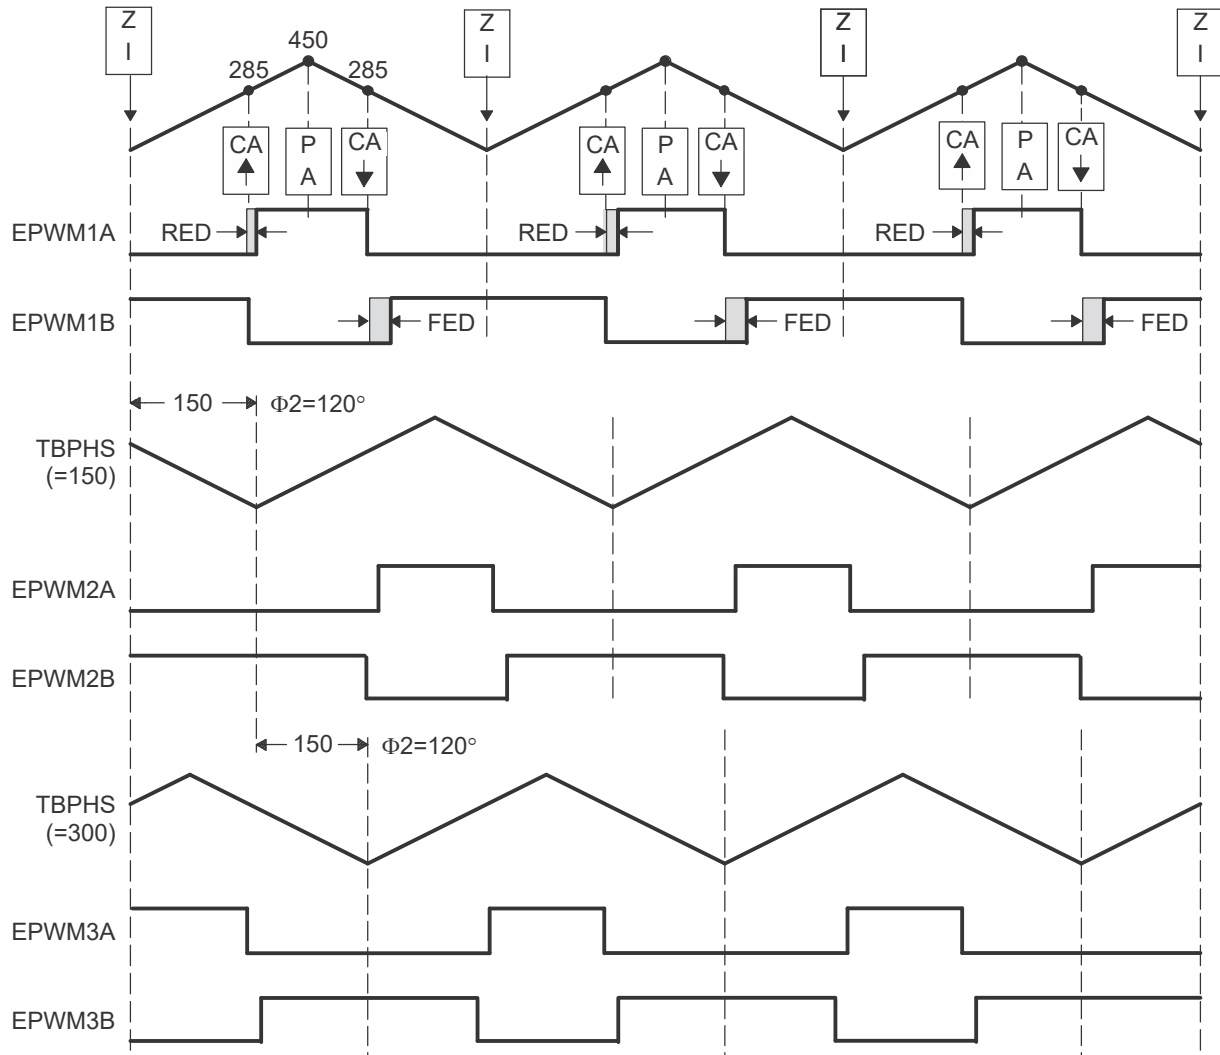 Z
I
Z
I
Z
I
Z
I
450
285
285
CA
P
A
CA
CA
P
A
CA
CA
P
A
CA
EPWM1A
RED
RED
RED
EPWM1B
FED
FED
FED
150
Φ2=120°
TBPHS
(=150)
EPWM2A
EPWM2B
150
Φ2=120°
TBPHS
(=300)
EPWM3A
EPWM3B